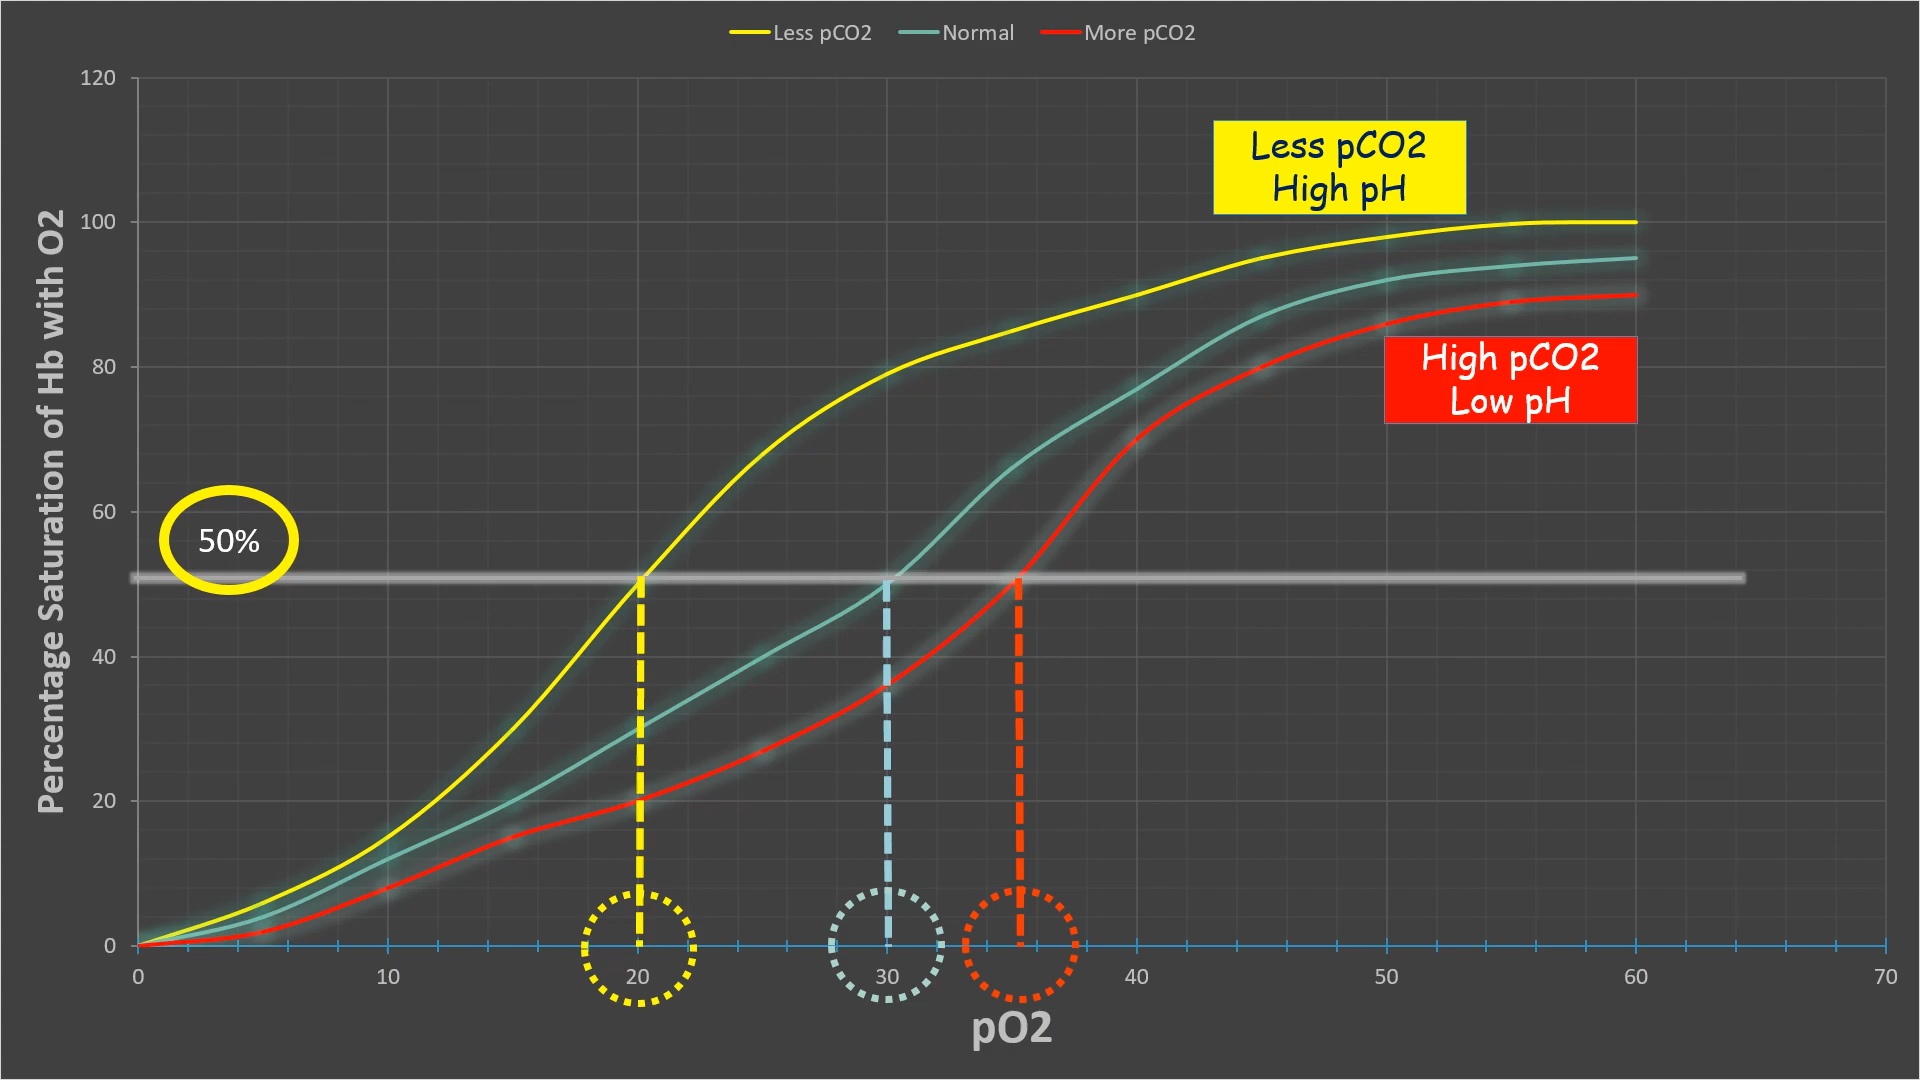 Less pCO2
Normal
More pCO2
120
100
80
60
40
20
0
Percentage Saturation of Hb with O2
Less pCO2
High pH
High pCO2
Low pH
50%
0
10
20
30
40
50
60
70
pO2